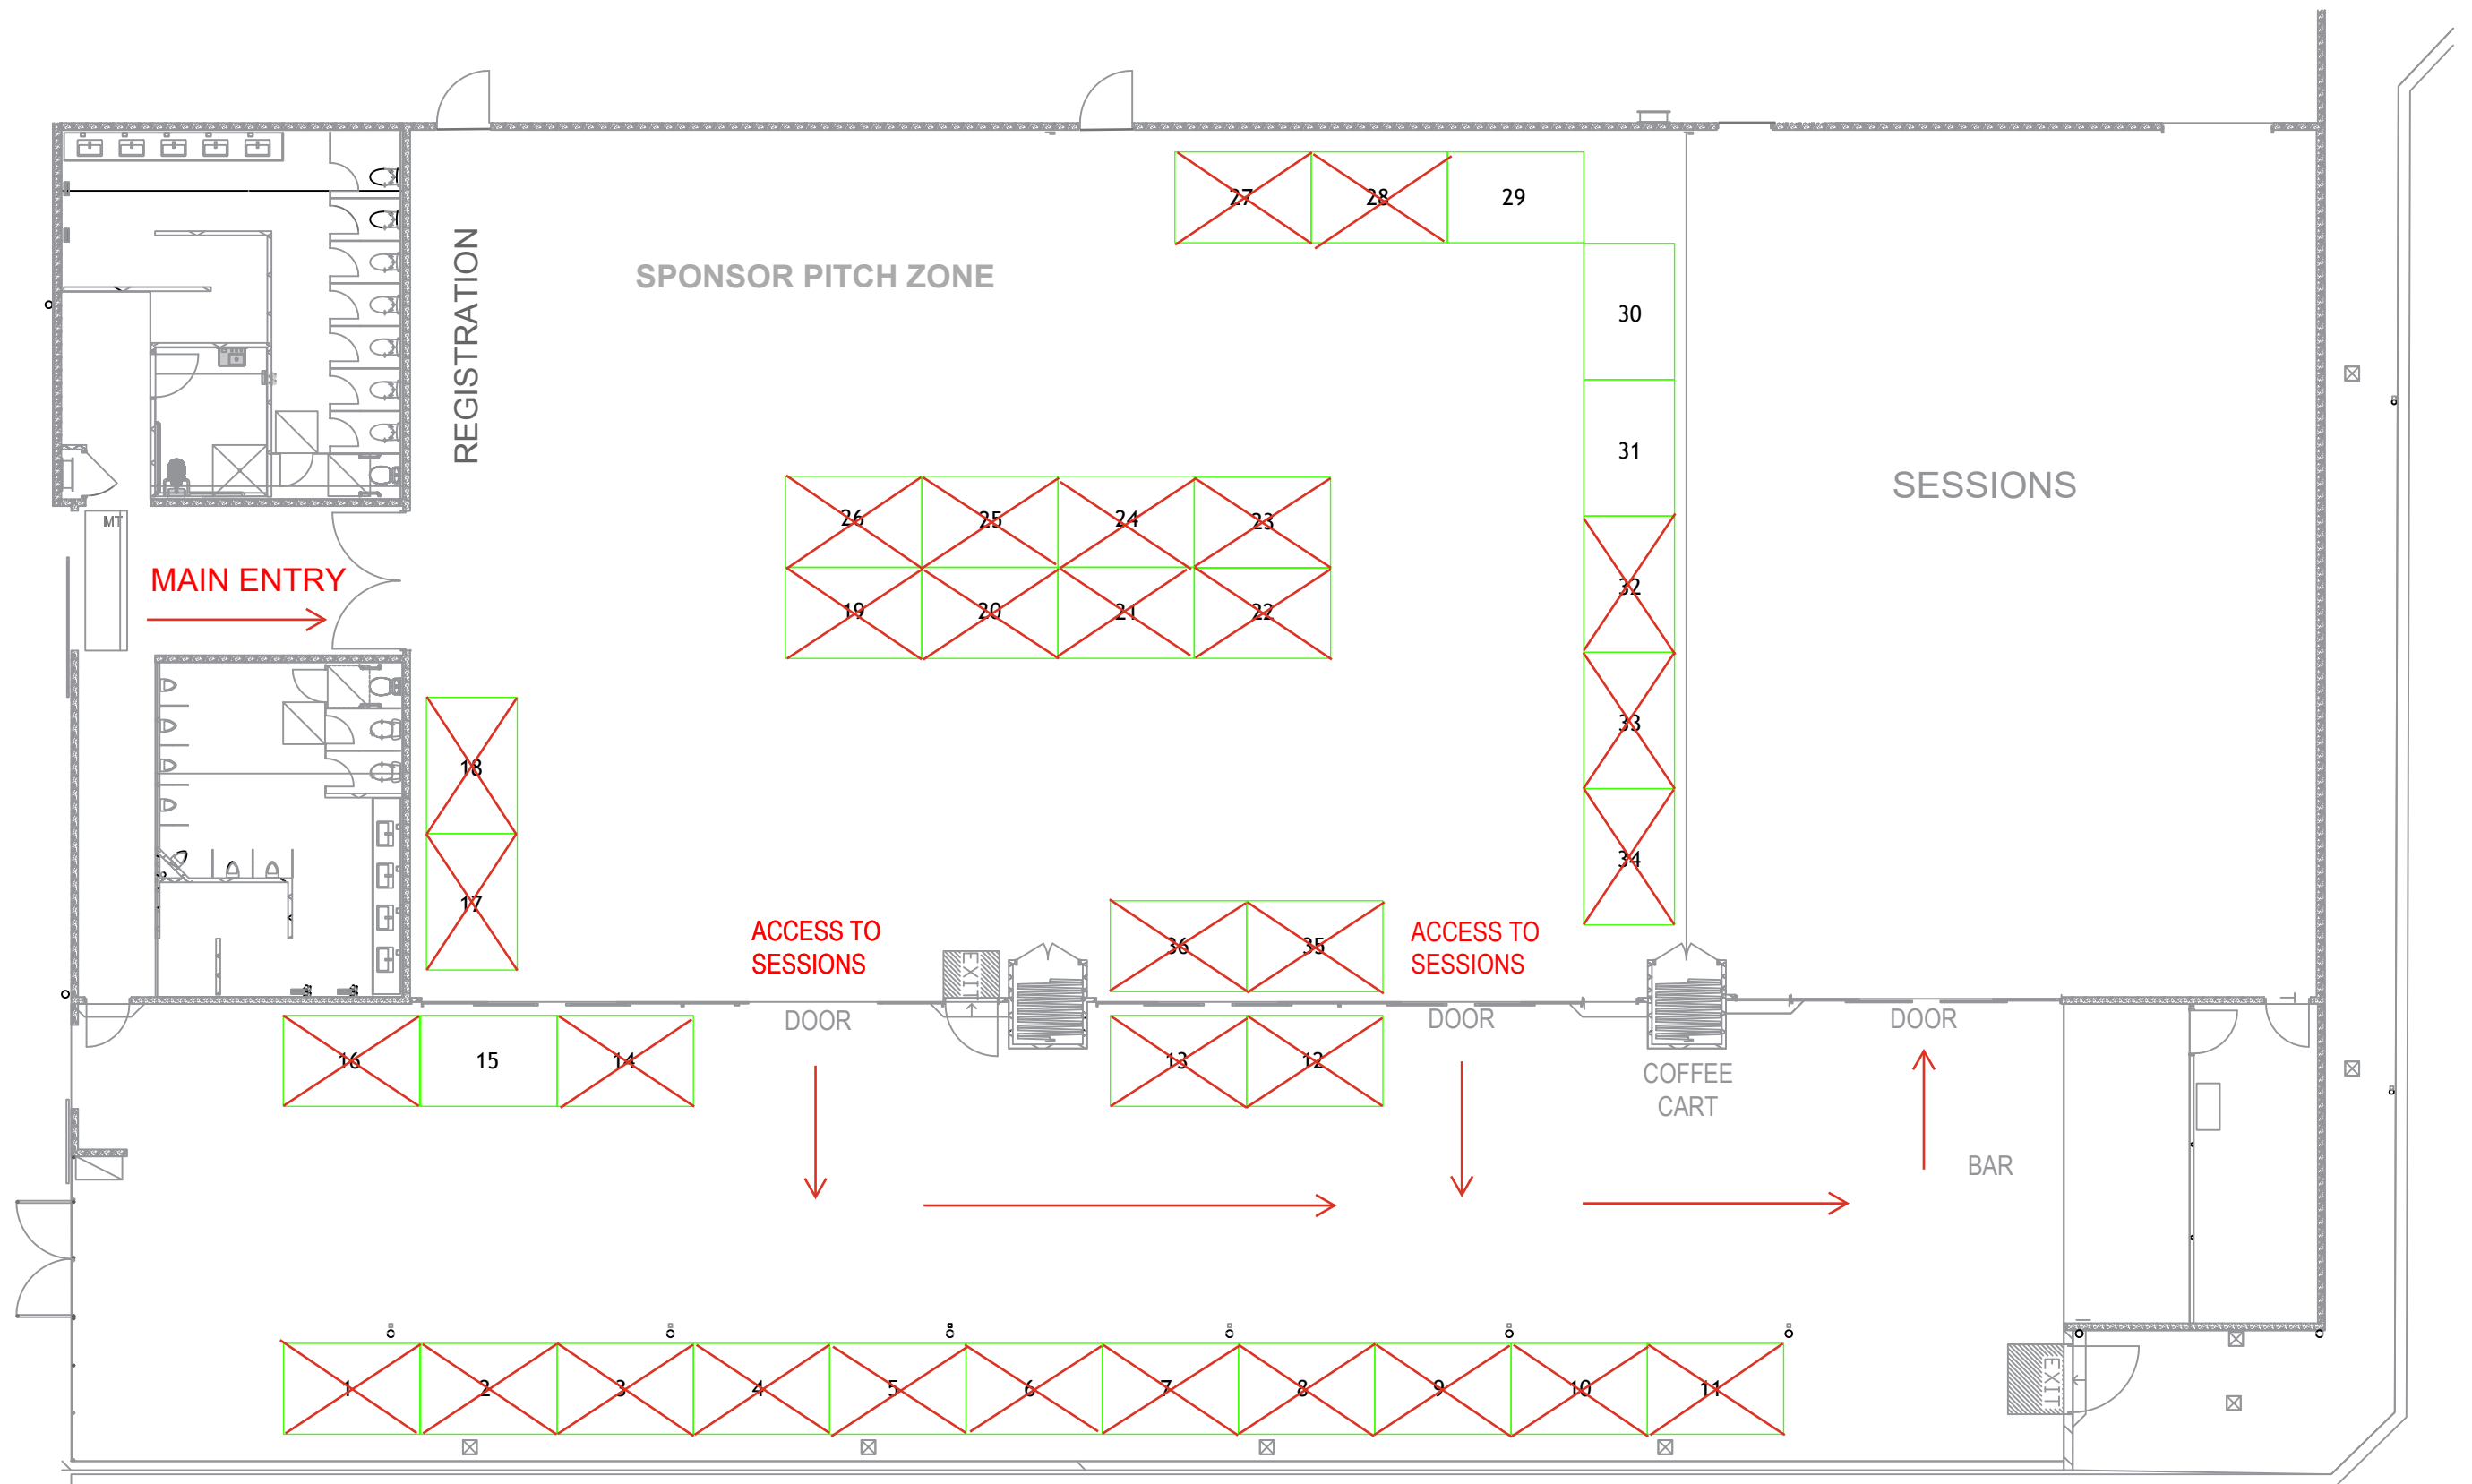 27
28
29
REGISTRATION
SPONSOR PITCH ZONE
30
31
SESSIONS
MT
MAIN ENTRY
26
25
24
23
19
20
21
22
32
33
34
18
17
ACCESS TO
SESSIONS
36
35
ACCESS TO
SESSIONS
EXIT
DOOR
DOOR
DOOR
16
15
14
13
12
COFFEE
CART
BAR
1
2
3
4
5
6
7
8
9
10
11
EXIT